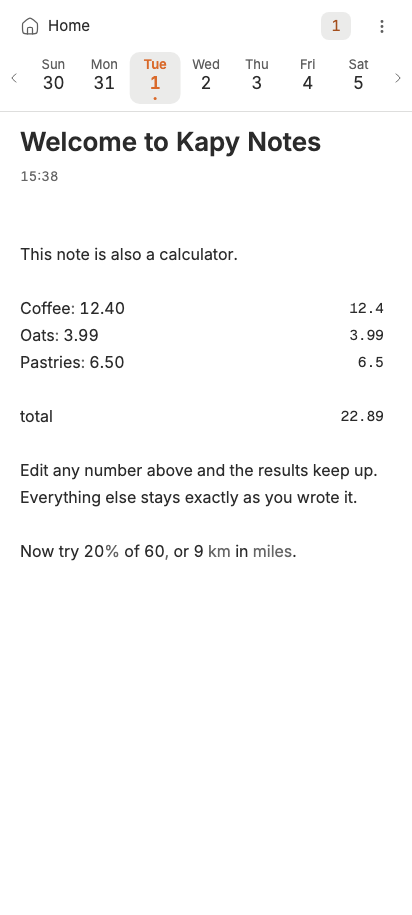 Home
1
Sun Mon Tue Wed Thu Fri Sat
30 31 1 2 3 4 5
Welcome to Kapy Notes
15:38
This note is also a calculator.
Coffee: 12.40 12.4
Oats: 3.99 3.99
Pastries: 6.50 6.5
total 22.89
Edit any number above and the results keep up.
Everything else stays exactly as you wrote it.
Now try 20% of 60, or 9 km in miles.